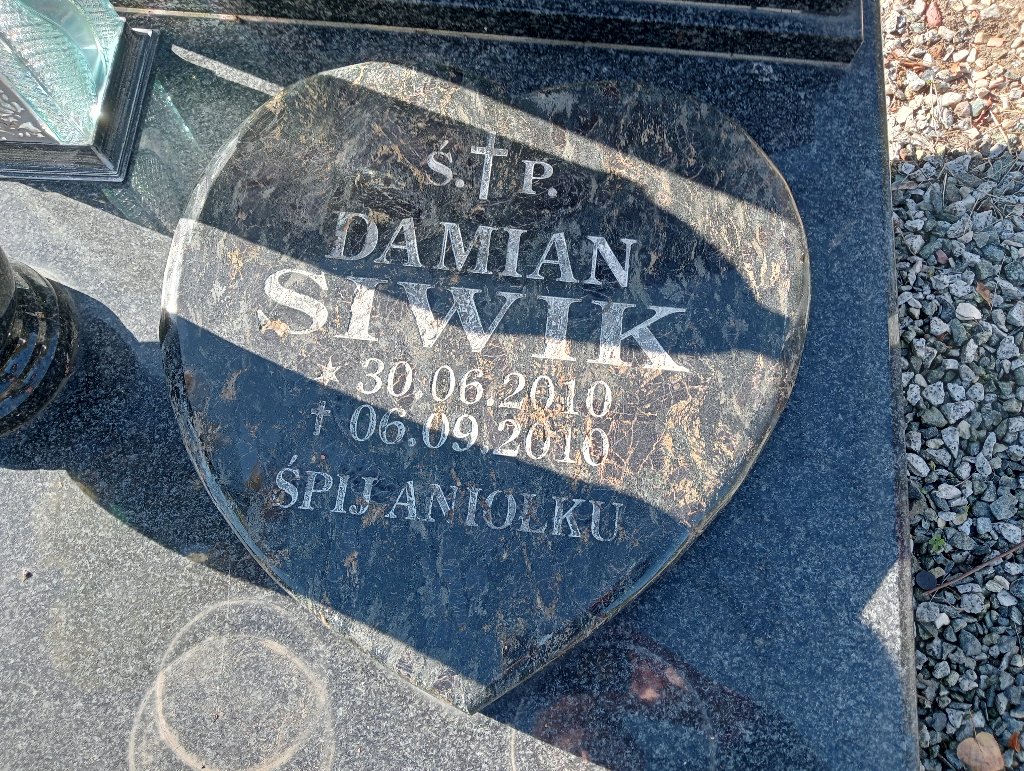 Ś. † P.
DAMIAN
SIWIK
★ 30.06.2010
† 06.09.2010
ŚPIJ ANIOŁKU